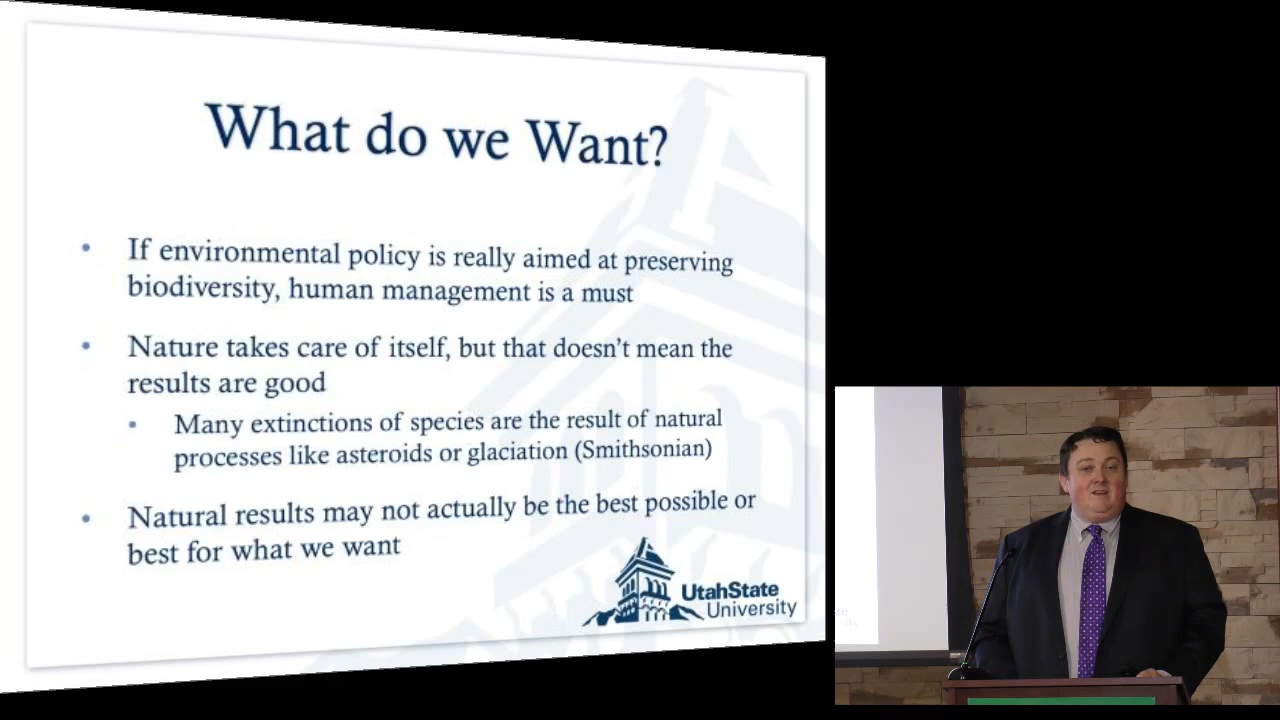 What do we Want?
• If environmental policy is really aimed at preserving
biodiversity, human management is a must
• Nature takes care of itself, but that doesn't mean the
results are good
• Many extinctions of species are the result of natural
processes like asteroids or glaciation (Smithsonian)
• Natural results may not actually be the best possible or
best for what we want
UtahState
University